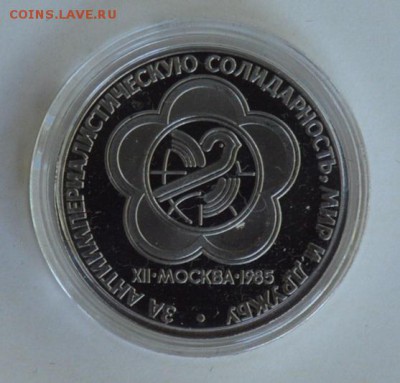 COINS.LAVE.RU
ЗА АНТИИМПЕРИАЛИСТИЧЕСКУЮ СОЛИДАРНОСТЬ, МИР И ДРУЖБУ
XII • МОСКВА • 1985